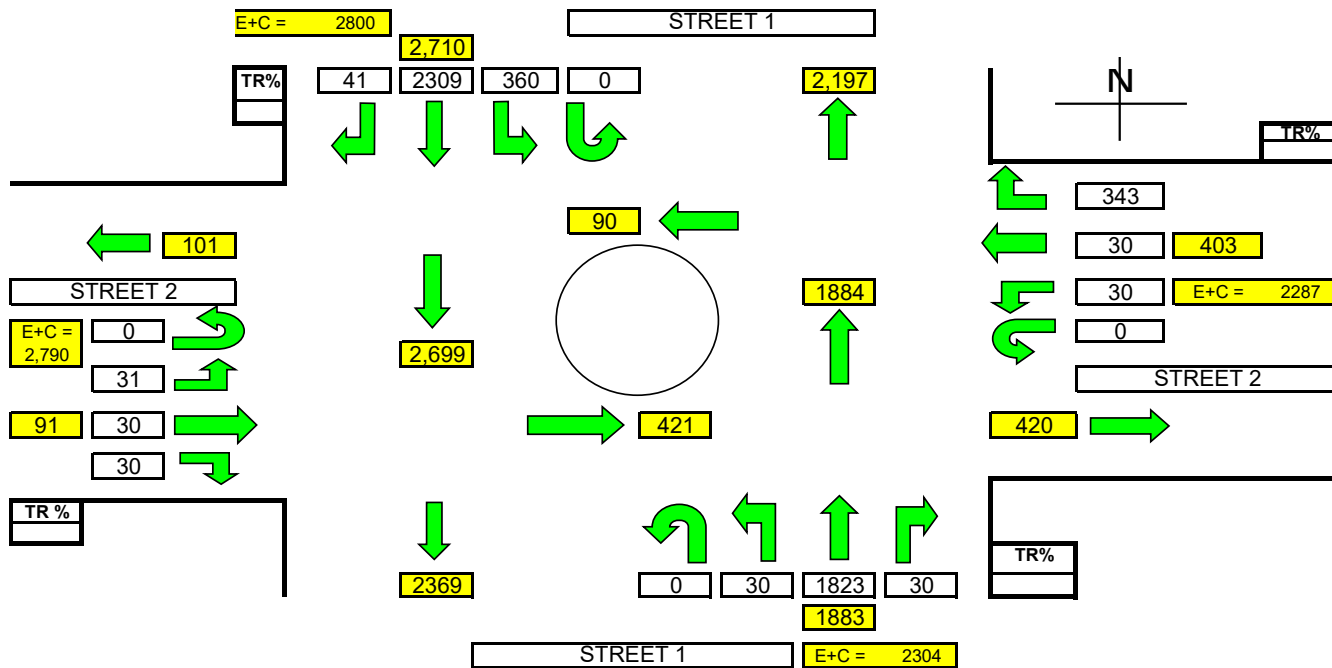 E+C = 2800
STREET 1
2,710
TR%
41 2309 360 0
2,197
N
TR%
343
90
101
30 403
STREET 2
30 E+C = 2287
1884
E+C =
2,790
0
0
2,699
31
STREET 2
91 30
421
420
30
TR %
TR%
2369
0 30 1823 30
1883
STREET 1
E+C = 2304